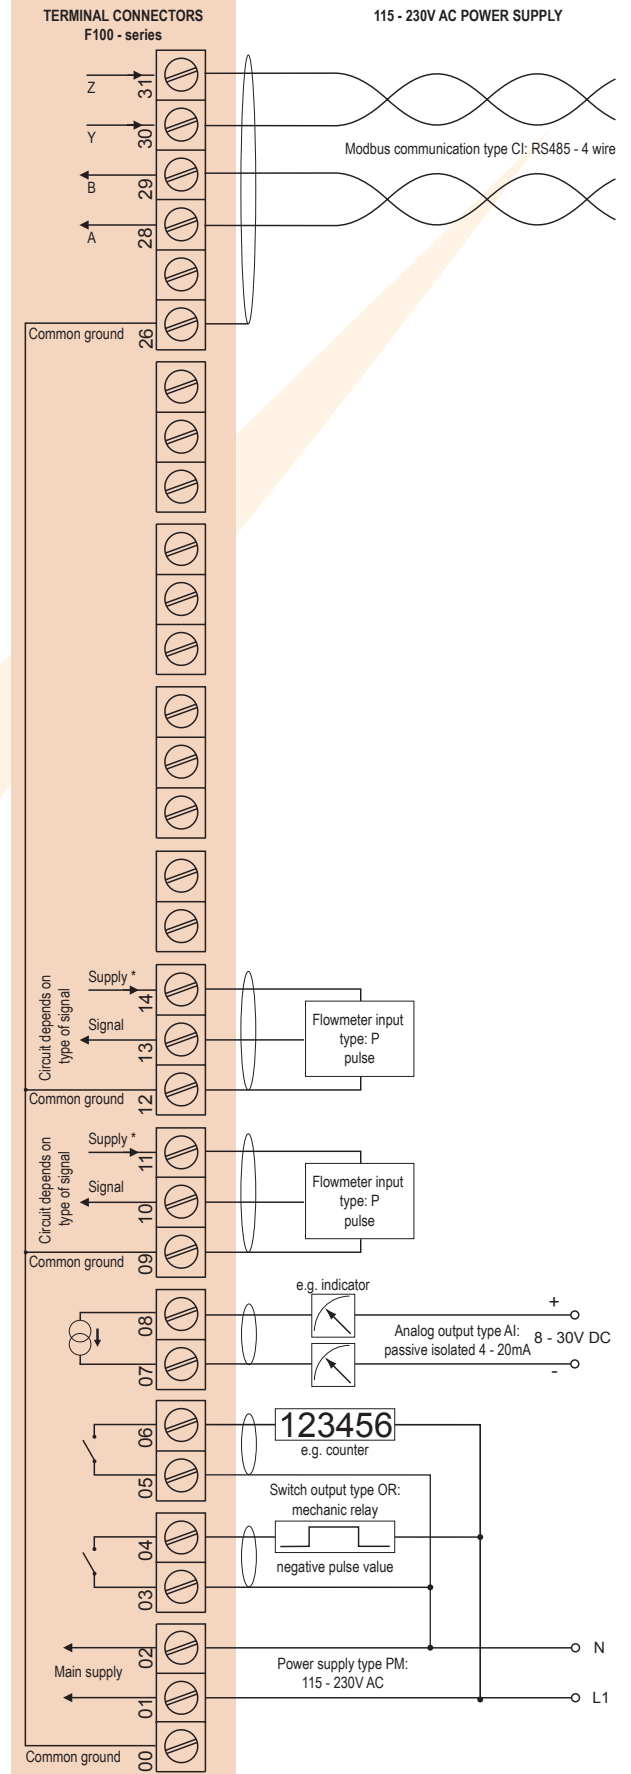 TERMINAL CONNECTORS
F100 - series
115 - 230V AC POWER SUPPLY
Z
31
Y
30
Modbus communication type CI: RS485 - 4 wire
B
29
A
28
Common ground
26
Circuit depends on
type of signal
Supply *
14
Signal
13
Common ground
12
Flowmeter input
type: P
pulse
Circuit depends on
type of signal
Supply *
11
Signal
10
Common ground
09
Flowmeter input
type: P
pulse
e.g. indicator
08
07
Analog output type AI:
passive isolated 4 - 20mA
+
8 - 30V DC
-
06
123456
e.g. counter
05
Switch output type OR:
mechanic relay
04
negative pulse value
03
02
N
Main supply
Power supply type PM:
115 - 230V AC
01
L1
Common ground
00